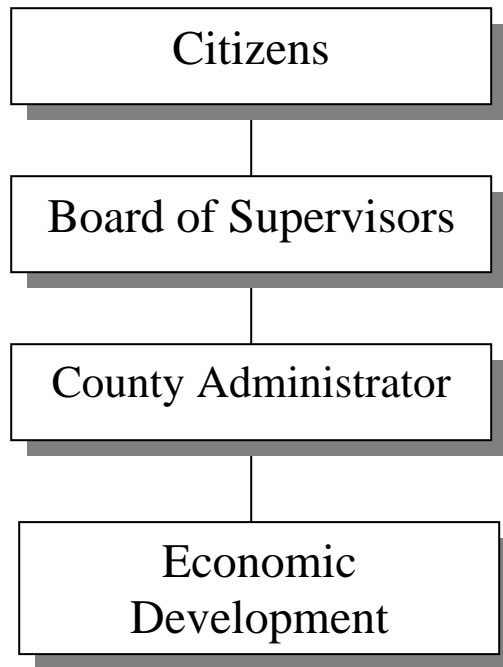 Citizens
Board of Supervisors
County Administrator
Economic
Development